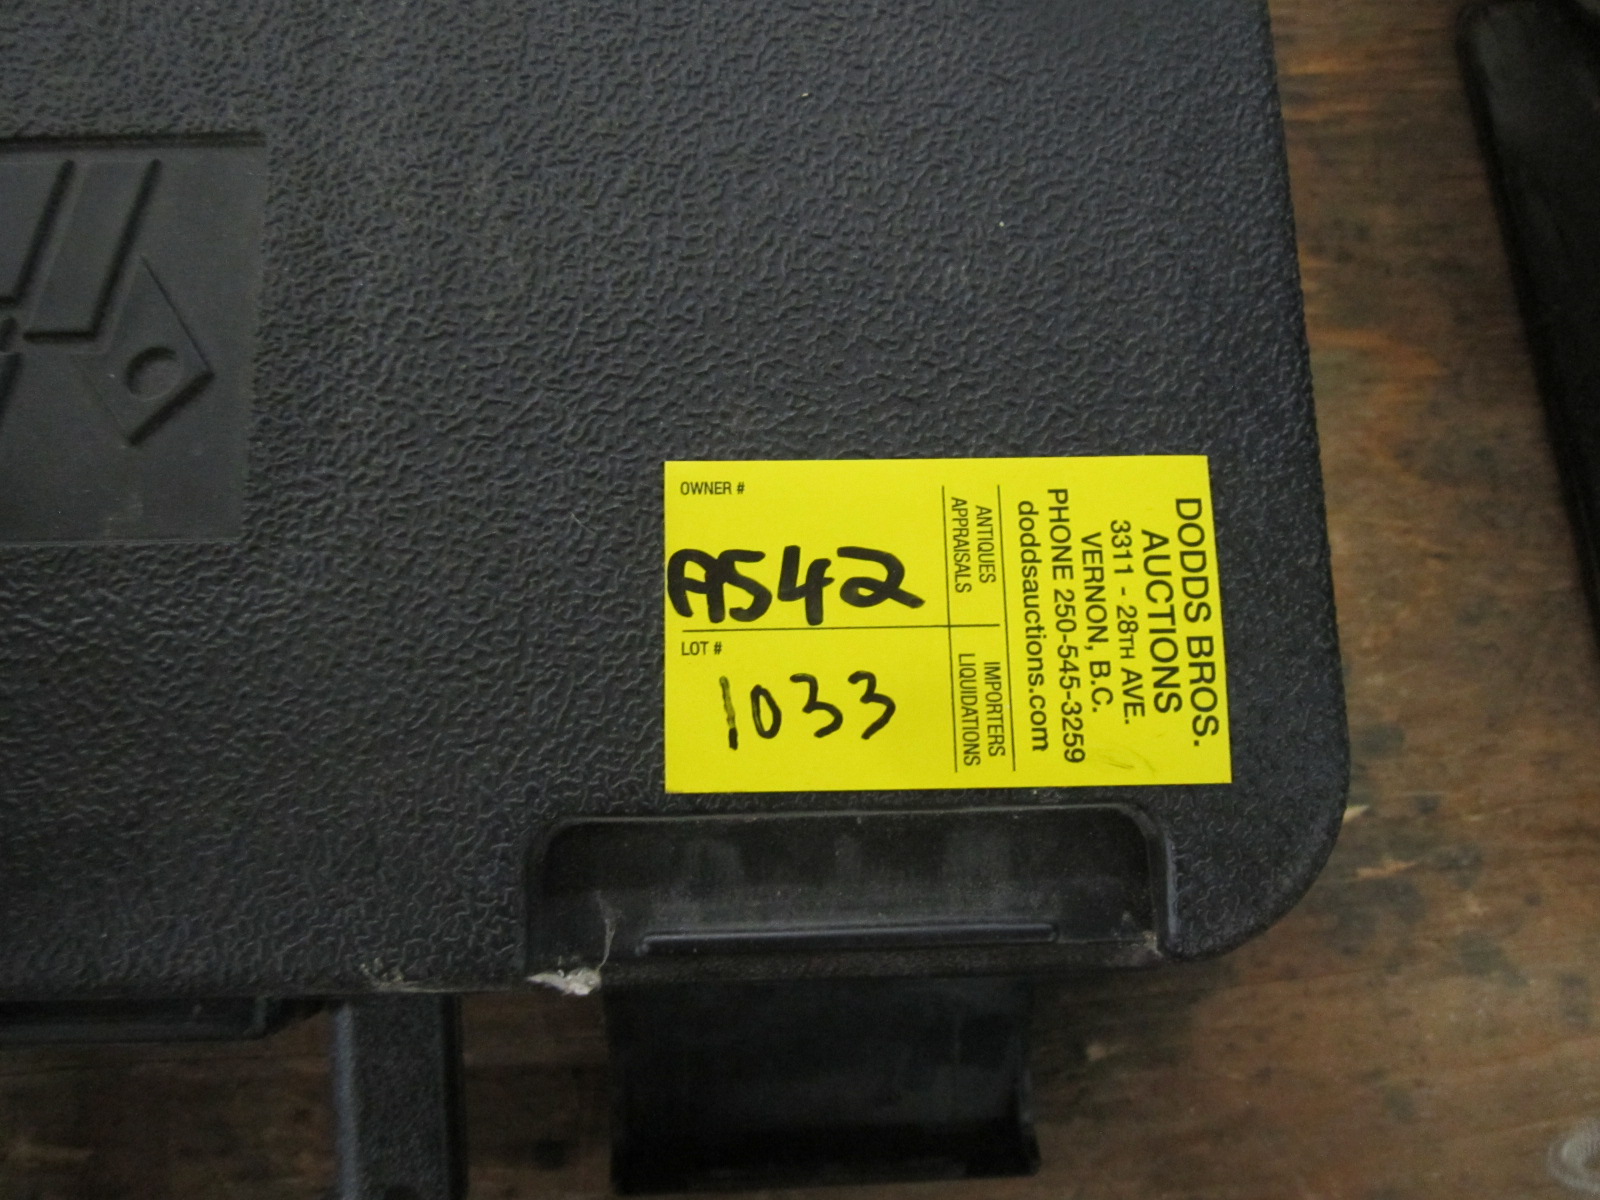 OWNER #
A542
LOT #
1033
ANTIQUES
APPRAISALS
IMPORTERS
LIQUIDATIONS
DODDS BROS.
AUCTIONS
3311 - 28TH AVE.
VERNON, B.C.
PHONE 250-545-3259
doddsauctions.com